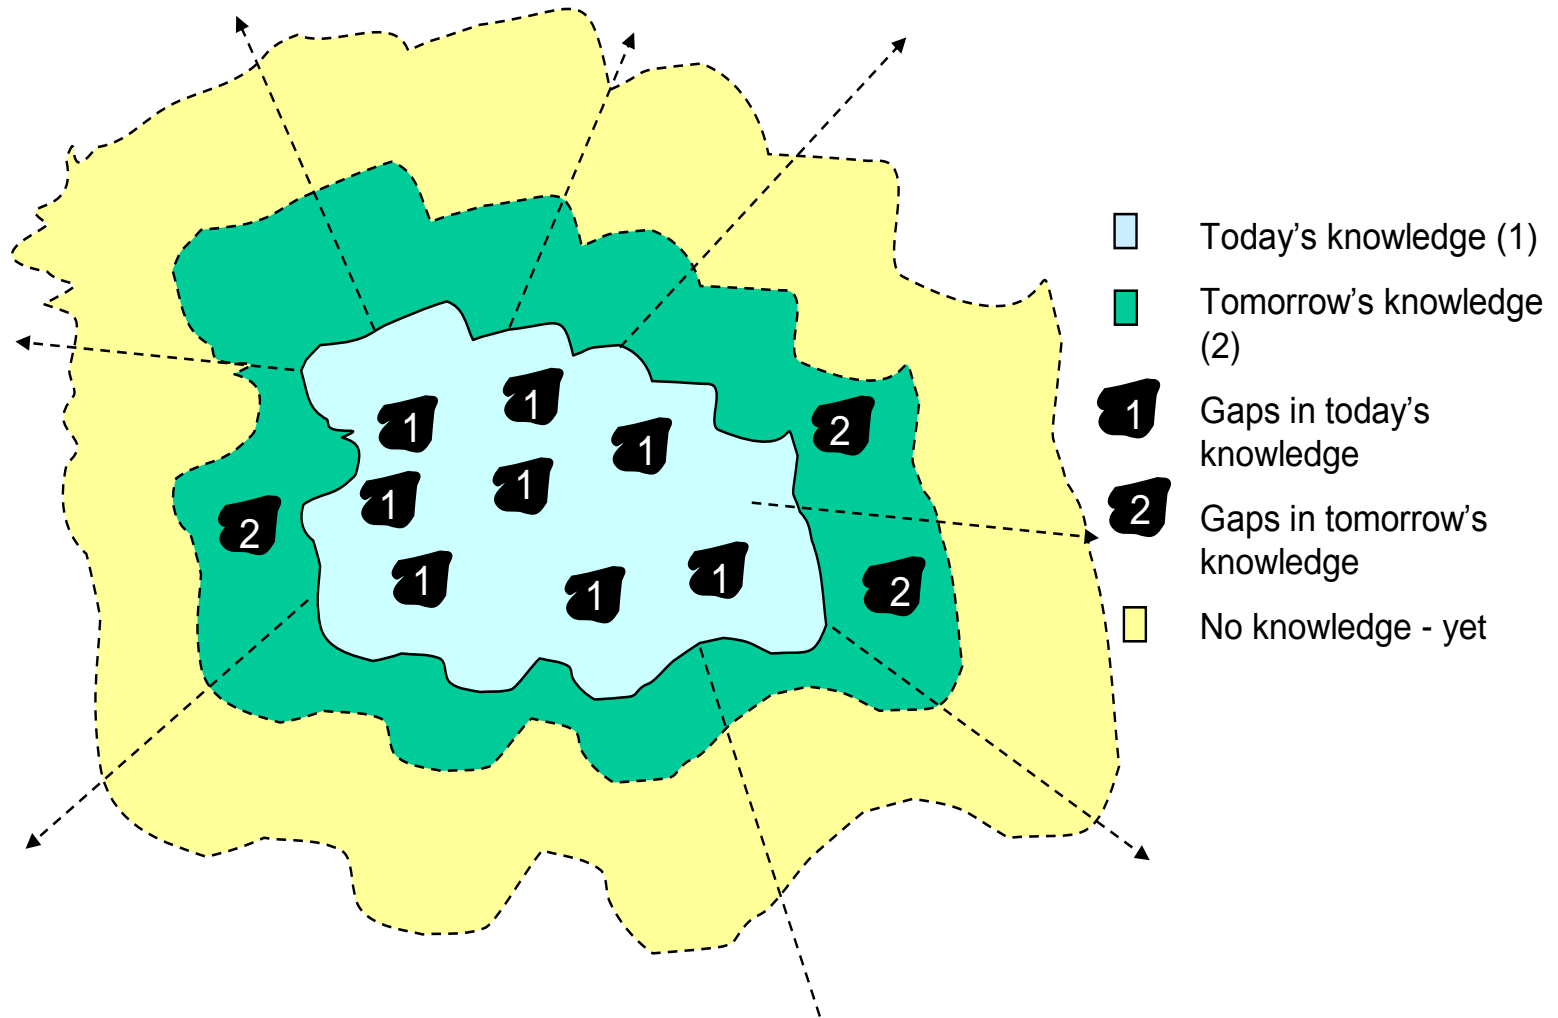 Today’s knowledge (1)
Tomorrow’s knowledge
(2)
1 Gaps in today’s
knowledge
2 Gaps in tomorrow’s
knowledge
No knowledge - yet
1
1
2
1
1
1
2
1
1
1
2